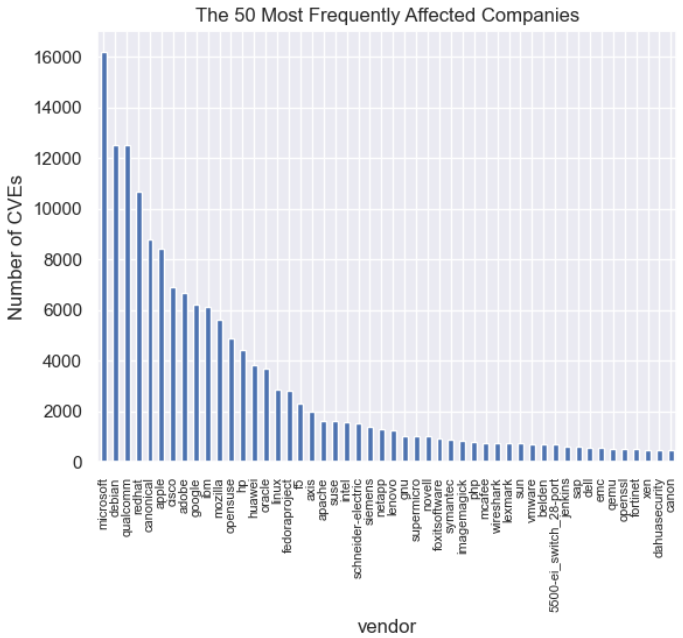 The 50 Most Frequently Affected Companies
Number of CVEs
16000
14000
12000
10000
8000
6000
4000
2000
0
microsoft
debian
qualcomm
redhat
canonical
apple
cisco
adobe
google
ibm
mozilla
opensuse
hp
huawei
oracle
linux
fedoraproject
f5
axis
apache
suse
intel
schneider-electric
siemens
netapp
lenovo
gnu
supermicro
novell
foxitsoftware
symantec
imagemagick
php
mcafee
wireshark
lexmark
sun
vmware
belden
5500-ei_switch_28-port
jenkins
sap
dell
emc
qemu
openssl
fortinet
xen
dahuasecurity
canon
vendor